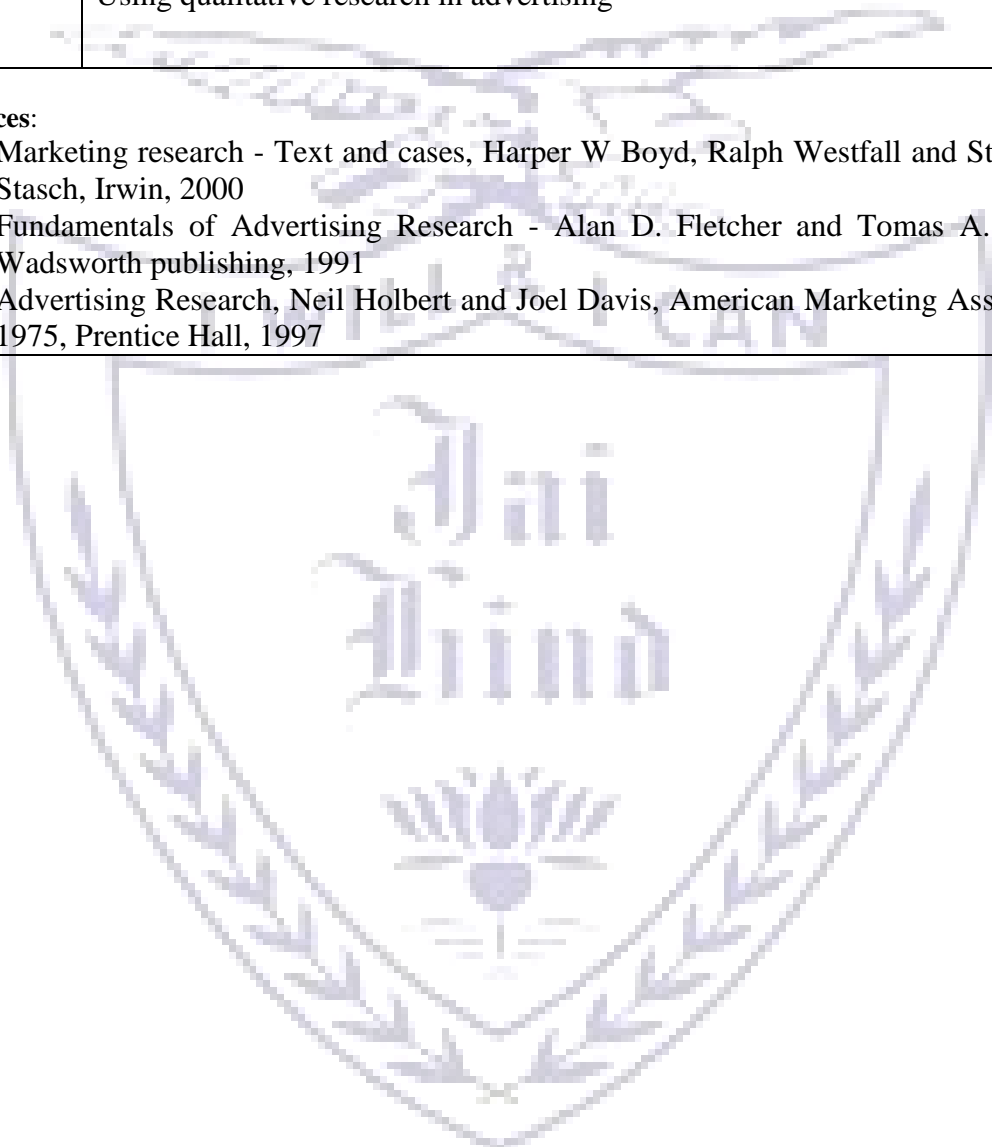 Using qualitative research in advertising
ces:
Marketing research - Text and cases, Harper W Boyd, Ralph Westfall and St
Stasch, Irwin, 2000
Fundamentals of Advertising Research - Alan D. Fletcher and Tomas A.
Wadsworth publishing, 1991
Advertising Research, Neil Holbert and Joel Davis, American Marketing Ass
1975, Prentice Hall, 1997
I WILL & I CAN
Jai
Hind